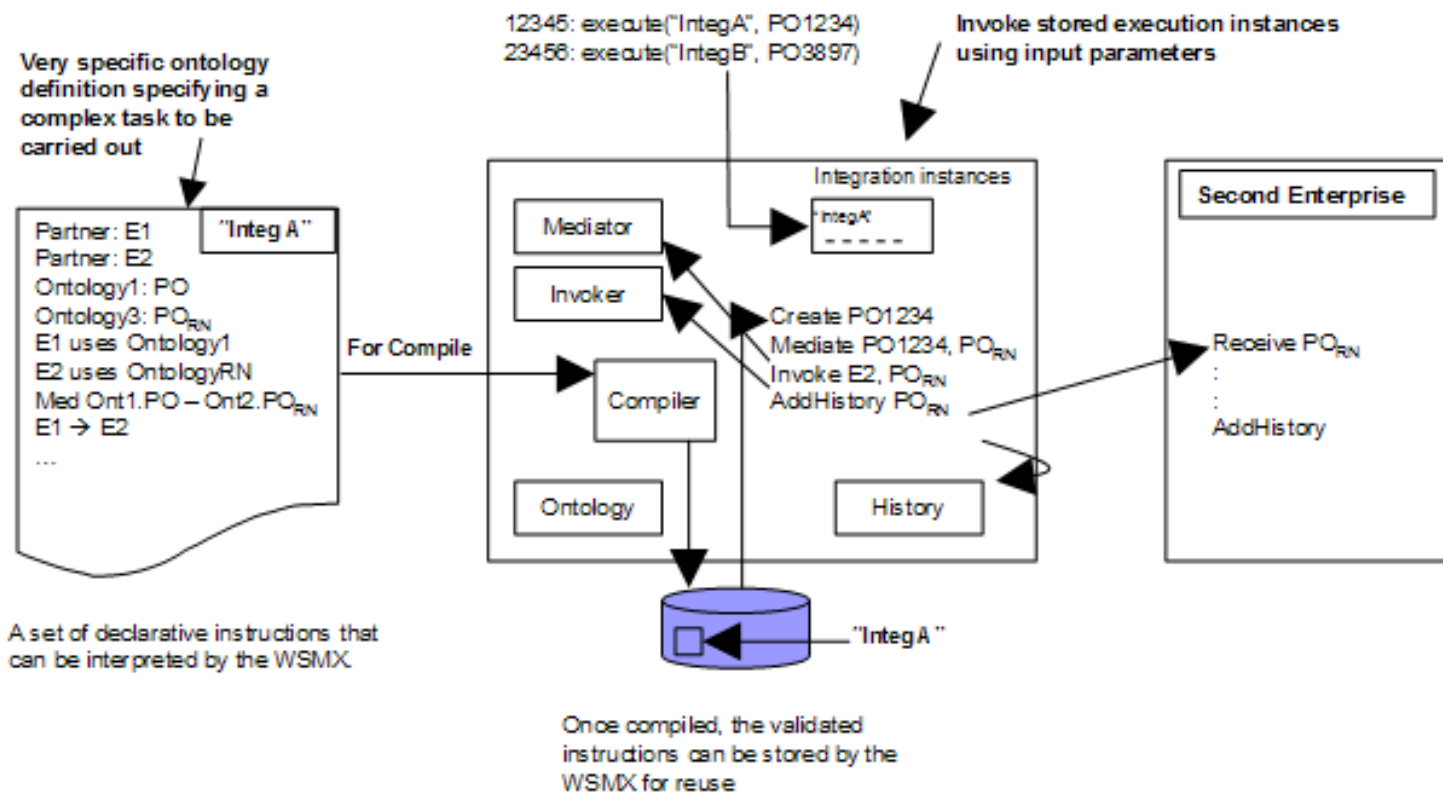 12345: execute("IntegA", PO1234)
23456: execute("IntegB", PO3897)
Invoke stored execution instances
using input parameters
Very specific ontology
definition specifying a
complex task to be
carried out
"Integ A"
Partner: E1
Partner: E2
Ontology1: PO
Ontology3: PORN
E1 uses Ontology1
E2 uses OntologyRN
Med Ont1.PO – Ont2.PORN
E1 → E2
...
For Compile
Mediator
Invoker
Compiler
Ontology
Integration instances
"IntegA"
Create PO1234
Mediate PO1234, PORN
Invoke E2, PORN
AddHistory PORN
History
Second Enterprise
Receive PORN
:
:
AddHistory
"Integ A"
A set of declarative instructions that
can be interpreted by the WSMX.
Once compiled, the validated
instructions can be stored by the
WSMX for reuse